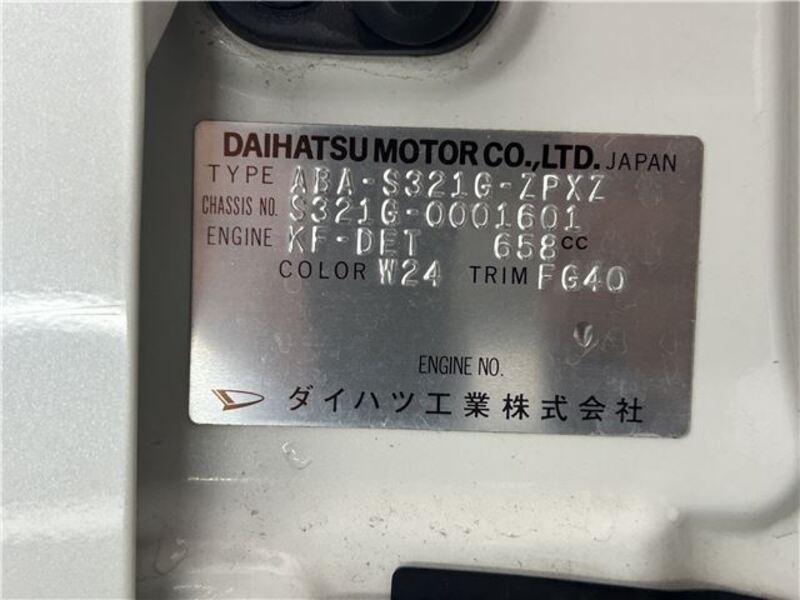 DAIHATSU MOTOR CO.,LTD. JAPAN
TYPE ABA-S321G-ZPXZ
CHASSIS NO. S321G-0001601
ENGINE KF-DET 658CC
COLOR W24 TRIM FG40
ENGINE NO.
ダイハツ工業株式会社